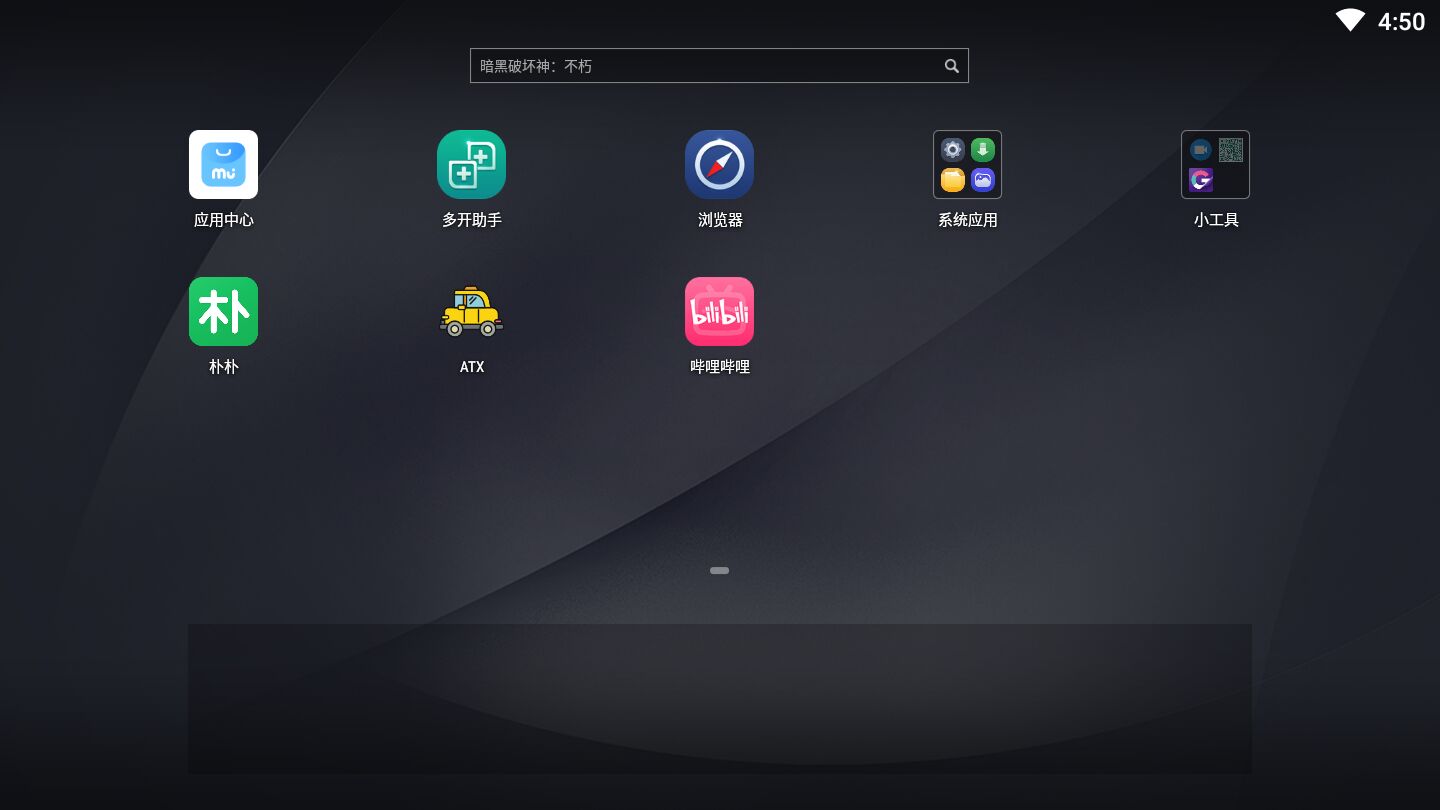 4:50
暗黑破坏神：不朽
mu
应用中心
多开助手
浏览器
系统应用
小工具
朴
朴朴
ATX
bilibili
哔哩哔哩